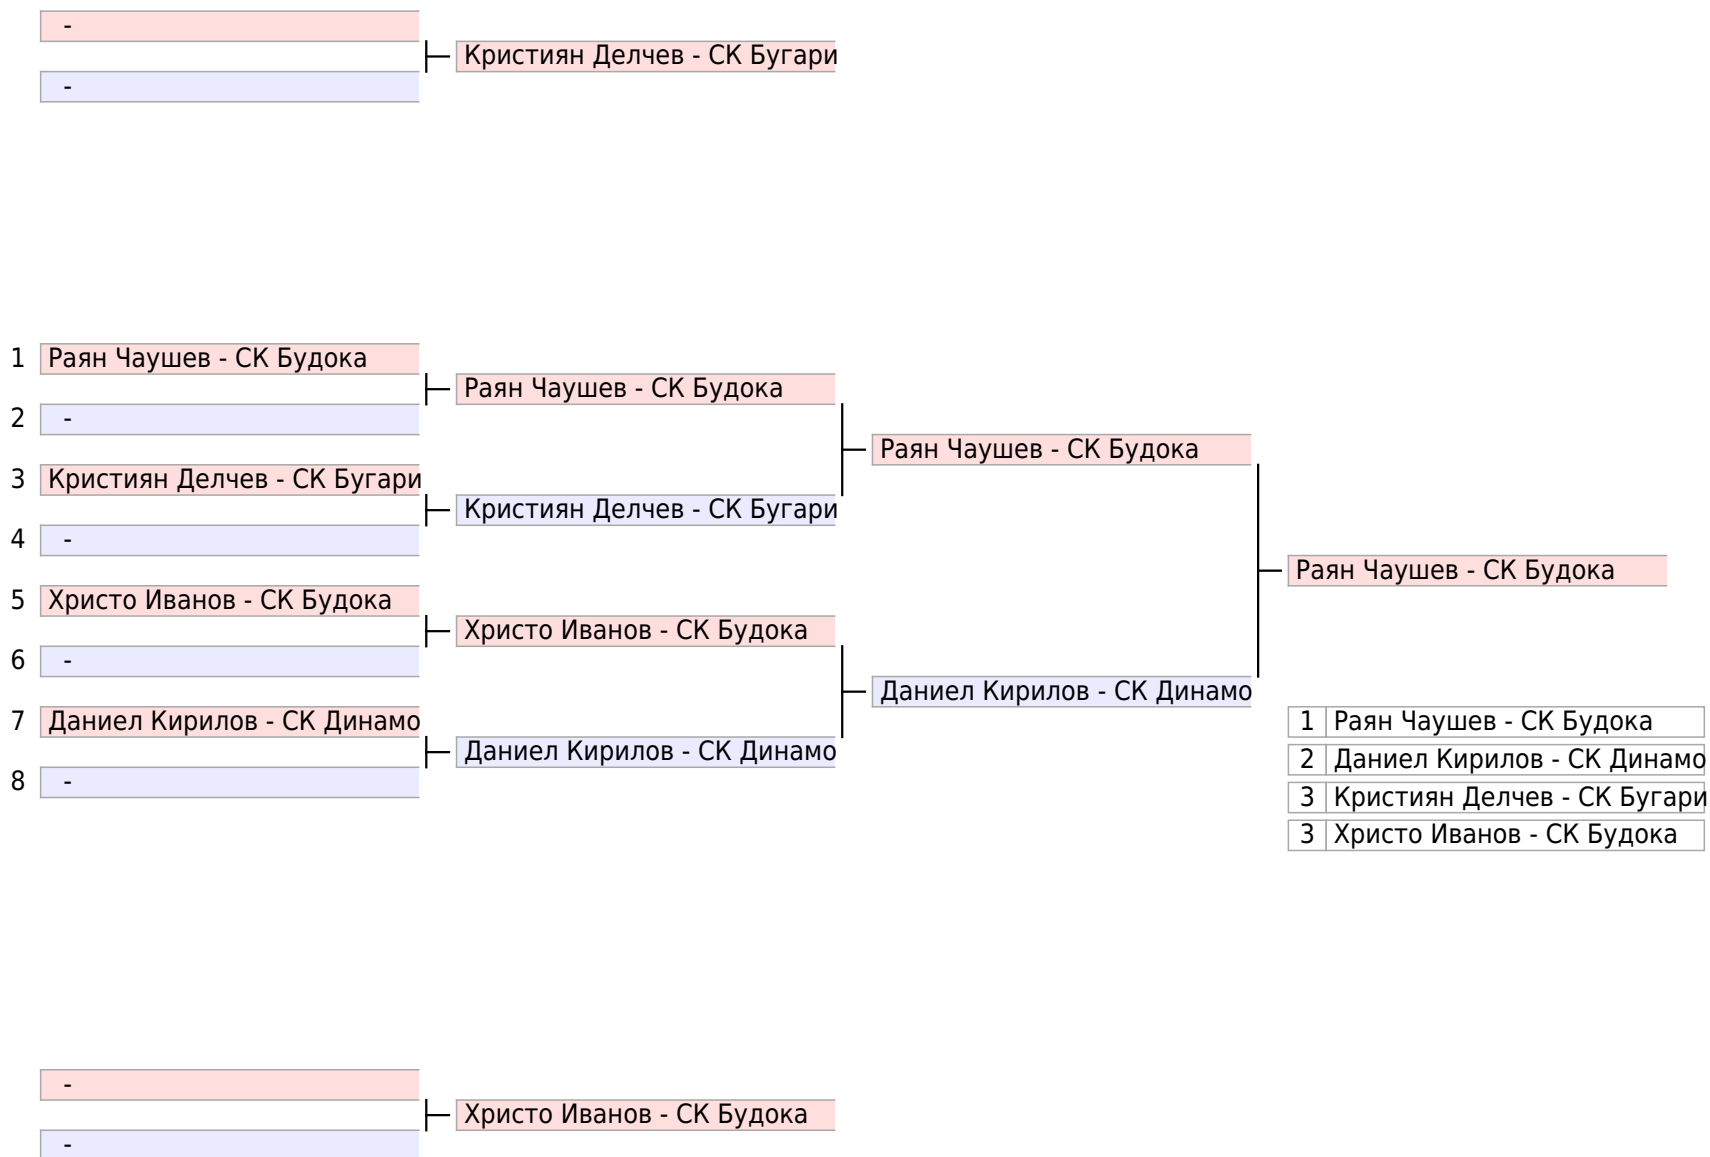 -
Кристиян Делчев - СК Бугари
-
1 Раян Чаушев - СК Будока
Раян Чаушев - СК Будока
2 -
Раян Чаушев - СК Будока
3 Кристиян Делчев - СК Бугари
Кристиян Делчев - СК Бугари
4 -
Раян Чаушев - СК Будока
5 Христо Иванов - СК Будока
Христо Иванов - СК Будока
6 -
Даниел Кирилов - СК Динамо
7 Даниел Кирилов - СК Динамо
Даниел Кирилов - СК Динамо
8 -
1 Раян Чаушев - СК Будока
2 Даниел Кирилов - СК Динамо
3 Кристиян Делчев - СК Бугари
3 Христо Иванов - СК Будока
-
Христо Иванов - СК Будока
-